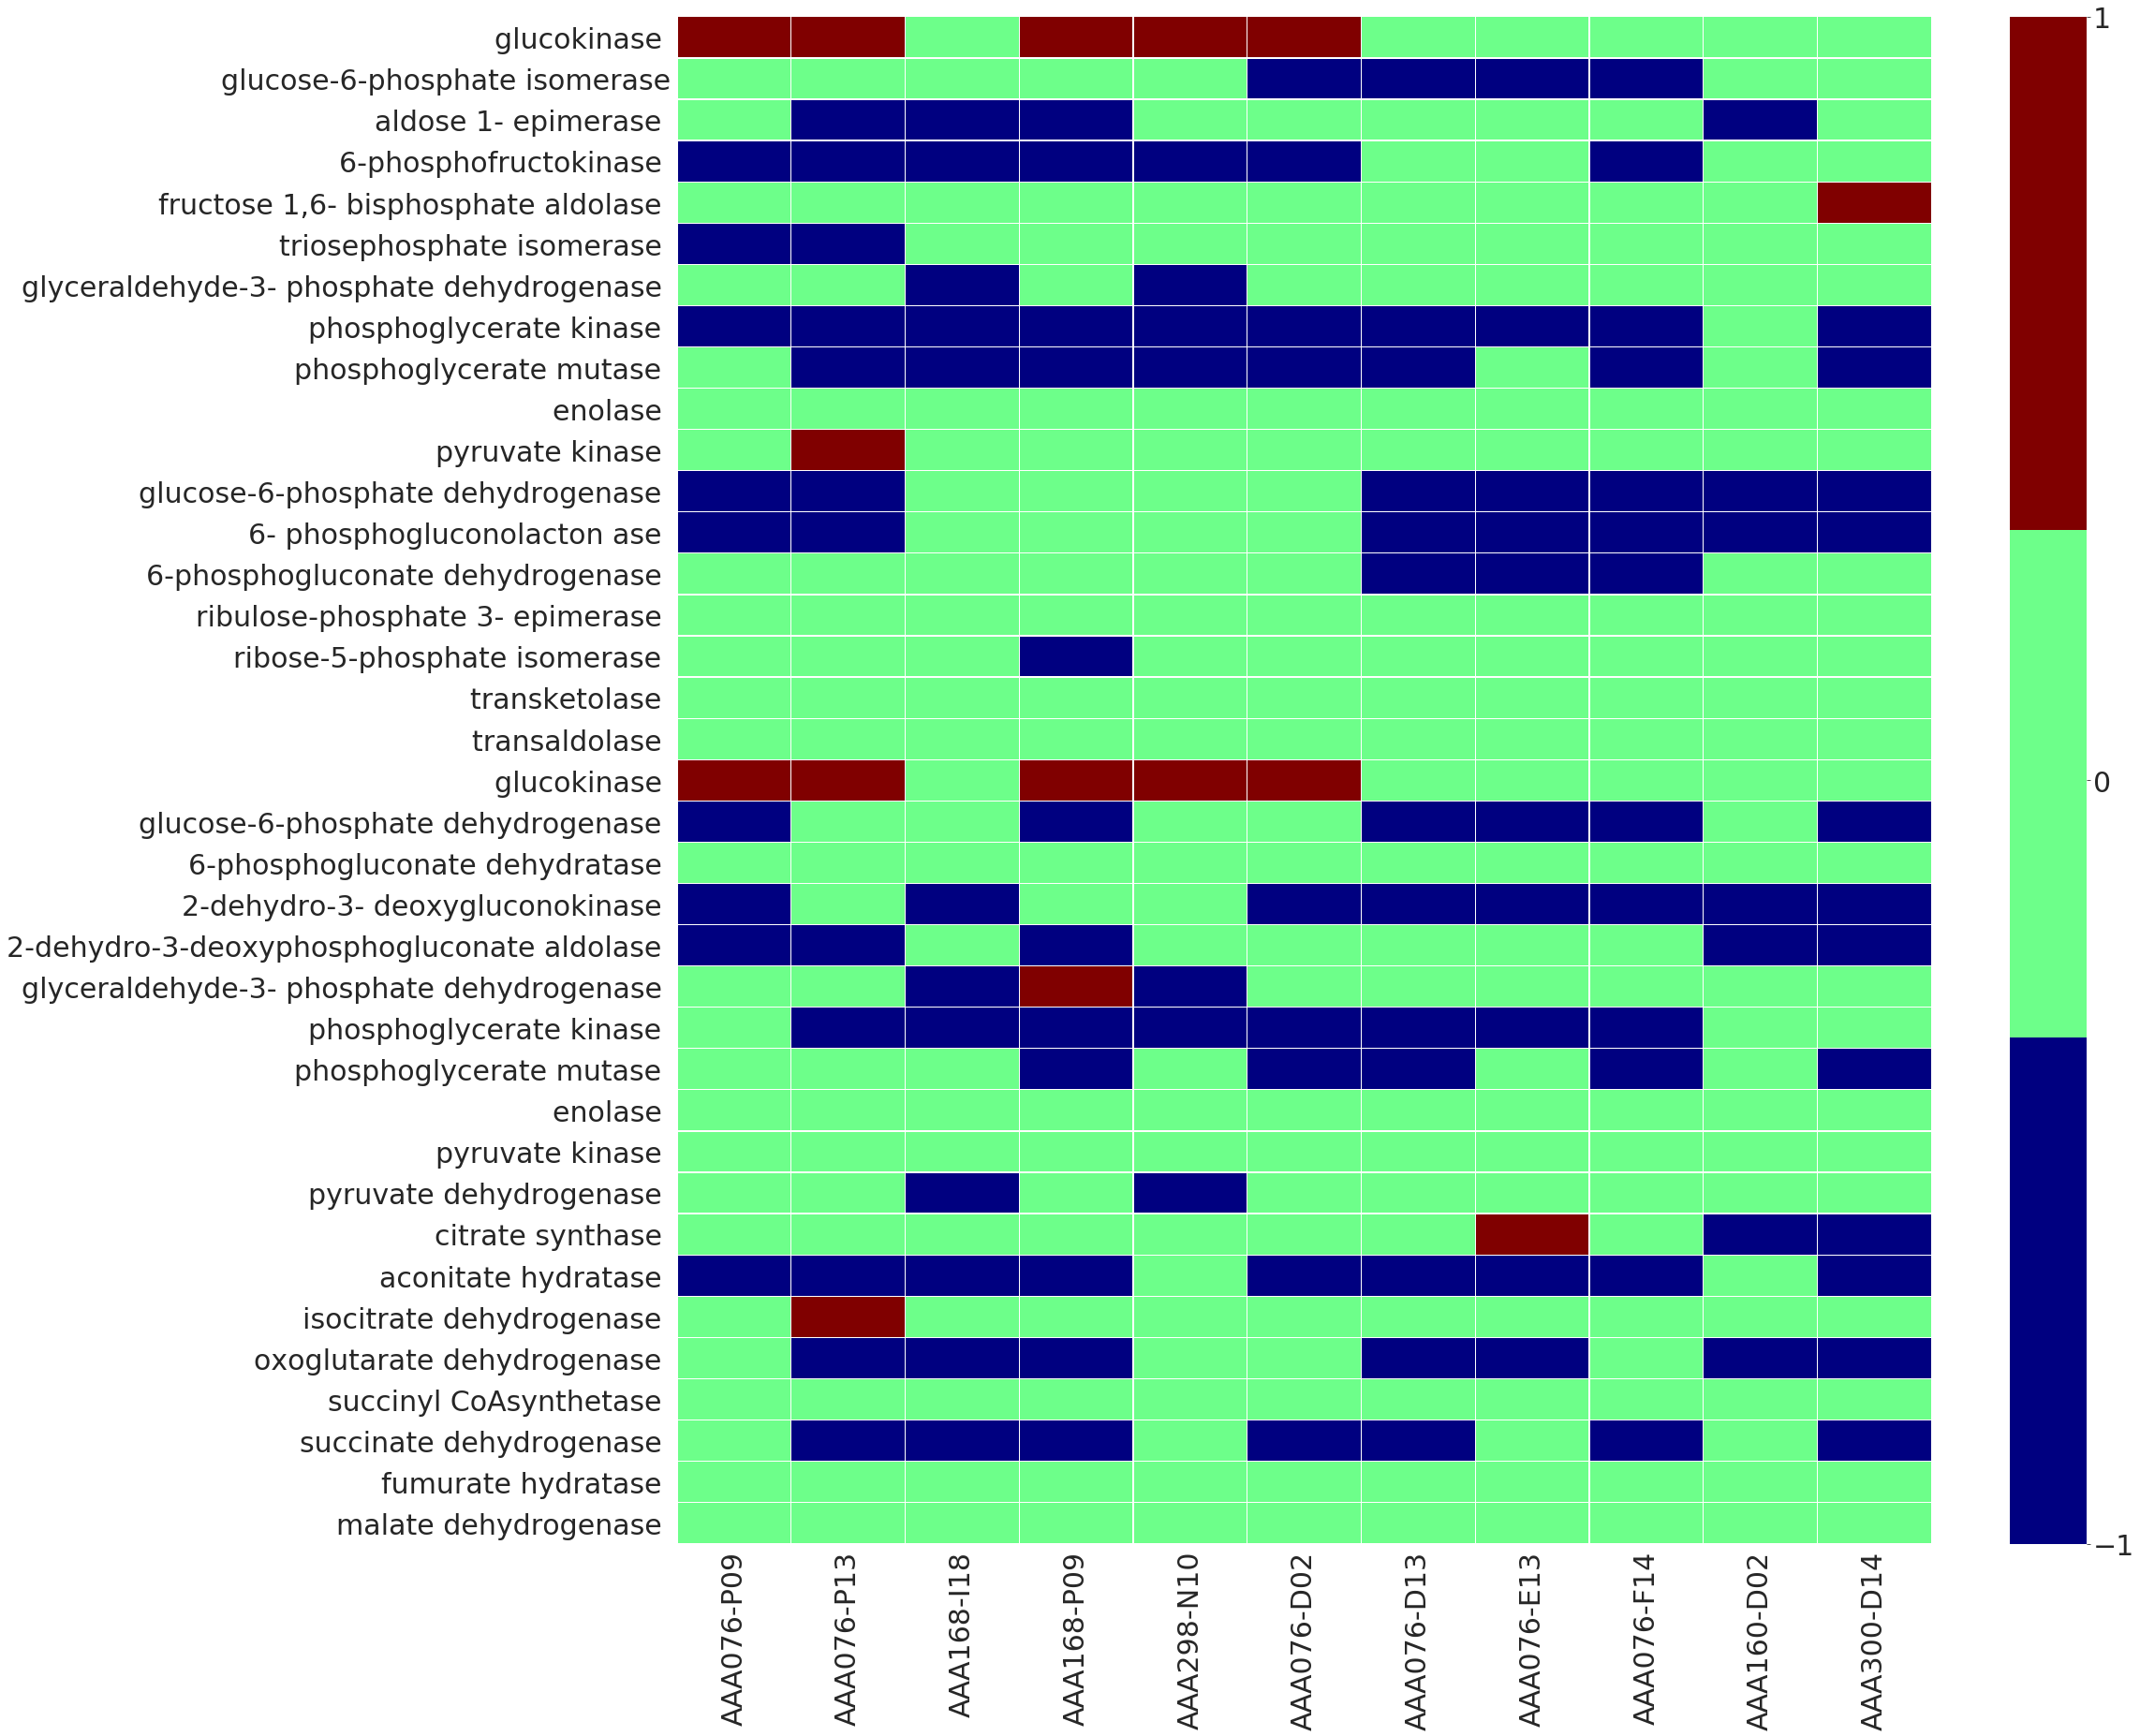 glucokinase
glucose-6-phosphate isomerase
aldose 1- epimerase
6-phosphofructokinase
fructose 1,6- bisphosphate aldolase
triosephosphate isomerase
glyceraldehyde-3- phosphate dehydrogenase
phosphoglycerate kinase
phosphoglycerate mutase
enolase
pyruvate kinase
glucose-6-phosphate dehydrogenase
6- phosphogluconolacton ase
6-phosphogluconate dehydrogenase
ribulose-phosphate 3- epimerase
ribose-5-phosphate isomerase
transketolase
transaldolase
glucokinase
glucose-6-phosphate dehydrogenase
6-phosphogluconate dehydratase
2-dehydro-3- deoxygluconokinase
2-dehydro-3-deoxyphosphogluconate aldolase
glyceraldehyde-3- phosphate dehydrogenase
phosphoglycerate kinase
phosphoglycerate mutase
enolase
pyruvate kinase
pyruvate dehydrogenase
citrate synthase
aconitate hydratase
isocitrate dehydrogenase
oxoglutarate dehydrogenase
succinyl CoAsynthetase
succinate dehydrogenase
fumurate hydratase
malate dehydrogenase
AAA076-P09
AAA076-P13
AAA168-I18
AAA168-P09
AAA298-N10
AAA076-D02
AAA076-D13
AAA076-E13
AAA076-F14
AAA160-D02
AAA300-D14
1
0
−1